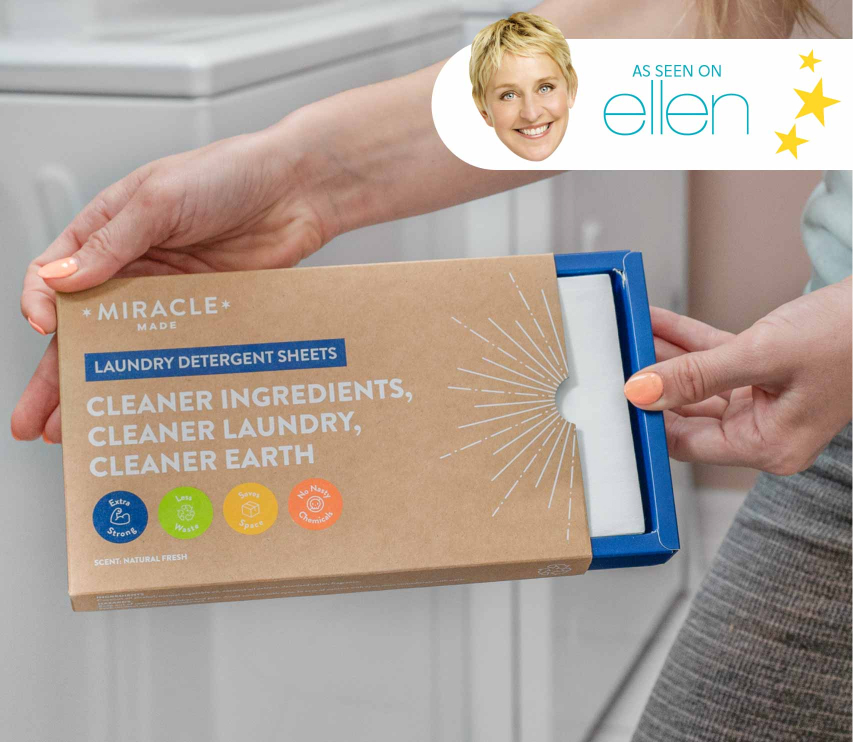 AS SEEN ON
ellen
*MIRACLE*
MADE
LAUNDRY DETERGENT SHEETS
CLEANER INGREDIENTS,
CLEANER LAUNDRY,
CLEANER EARTH
Extra
Strong
Less
Waste
Saves
Space
No Nasty
Chemicals
SCENT: NATURAL FRESH
INGREDIENTS